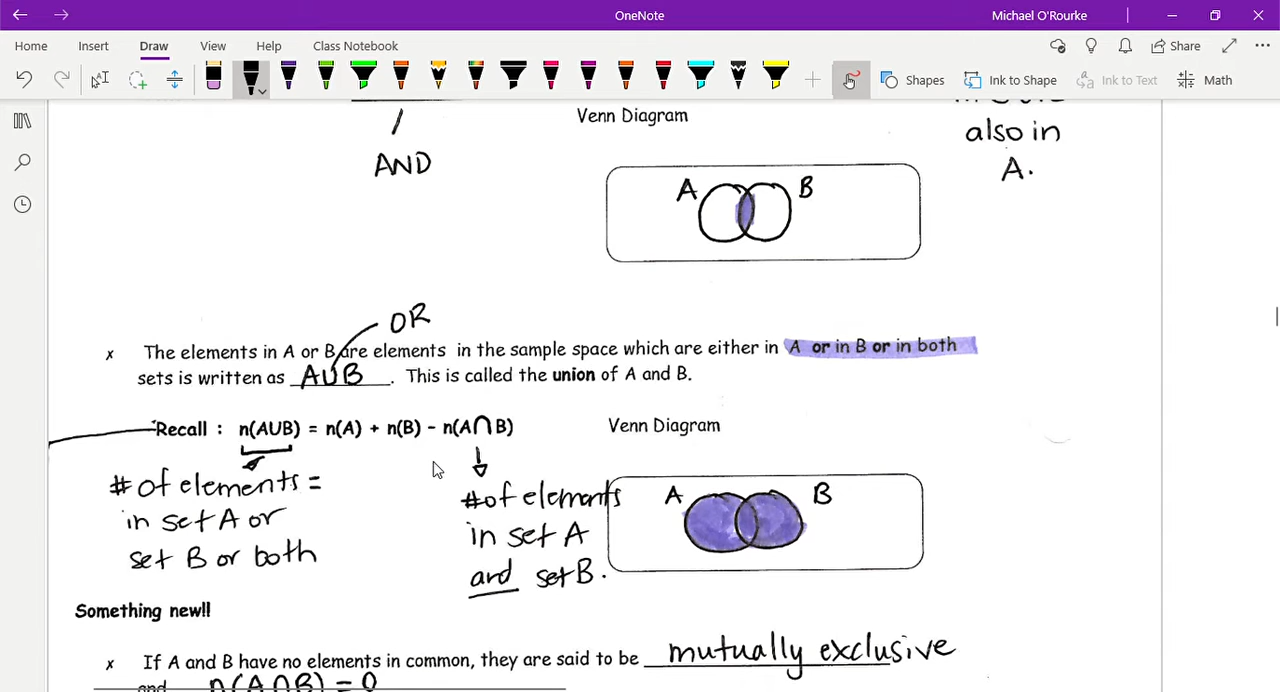 OneNote
Michael O'Rourke
Home Insert Draw View Help Class Notebook
Share
Shapes Ink to Shape Ink to Text Math
Venn Diagram
also in
A.
AND
A B
OR
x The elements in A or B are elements in the sample space which are either in A or in B or in both
sets is written as A∪B. This is called the union of A and B.
Recall : n(A∪B) = n(A) + n(B) - n(A∩B)
Venn Diagram
# of elements =
in set A or
set B or both
# of elements
in set A
and set B.
A B
Something new!!
x If A and B have no elements in common, they are said to be mutually exclusive
and n(A∩B) = 0